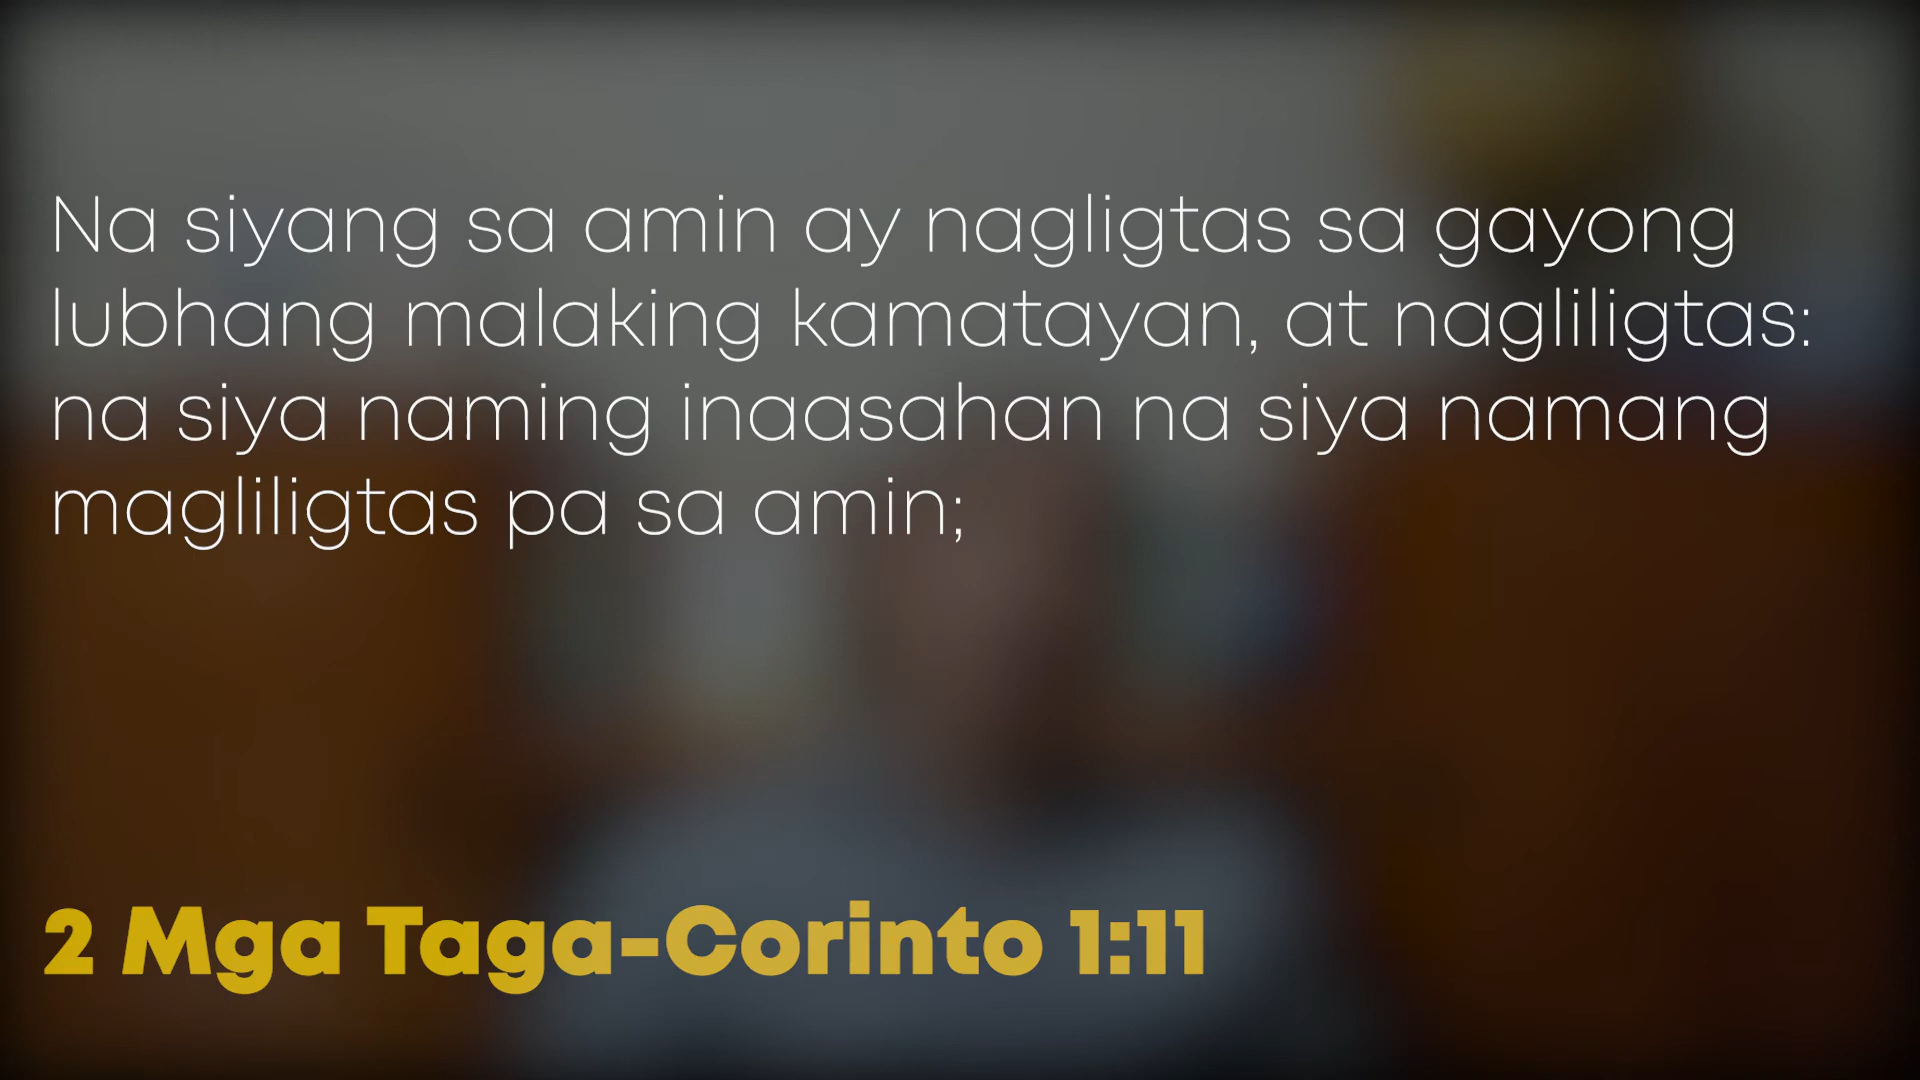 Na siyang sa amin ay nagligtas sa gayong
lubhang malaking kamatayan, at nagliligtas:
na siya naming inaasahan na siya namang
magliligtas pa sa amin;
2 Mga Taga-Corinto 1:11